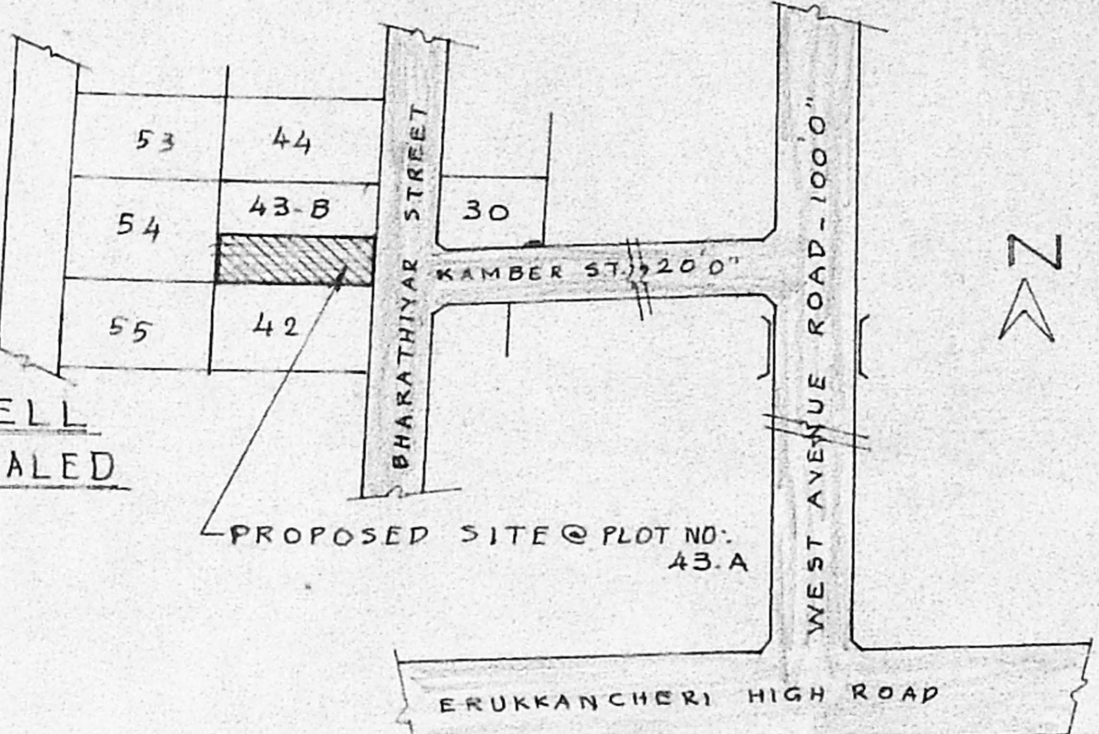 53
44
43-B
54
30
55
42
BHARATHIYAR STREET
KAMBER ST. 20'0"
WEST AVENUE ROAD-100'0"
N
ELL
ALED
PROPOSED SITE @ PLOT NO:
43.A
ERUKKANCHERI HIGH ROAD